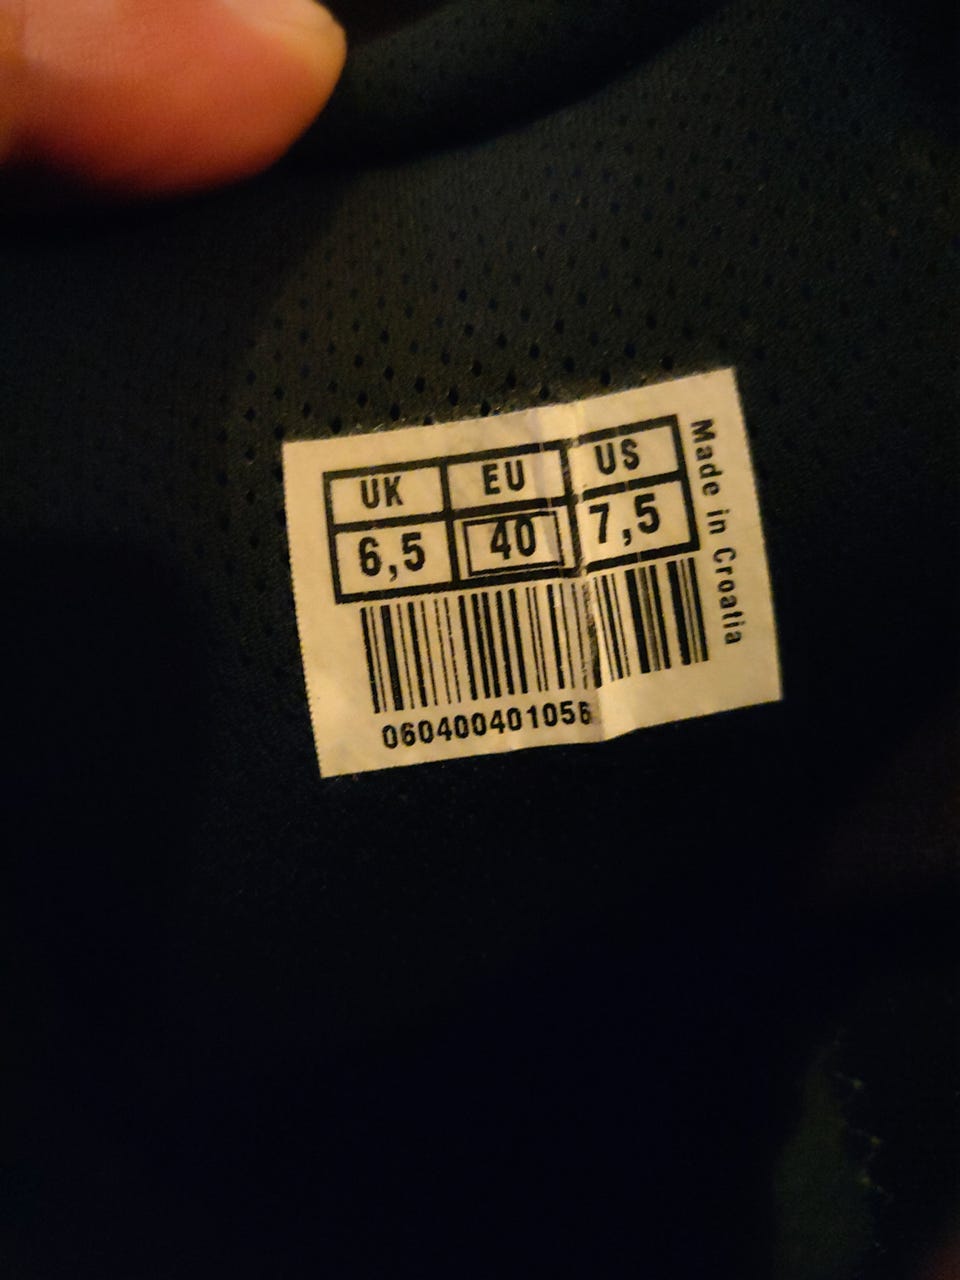 UK EU US
6,5 40 7,5
060400401056
Made in Croatia